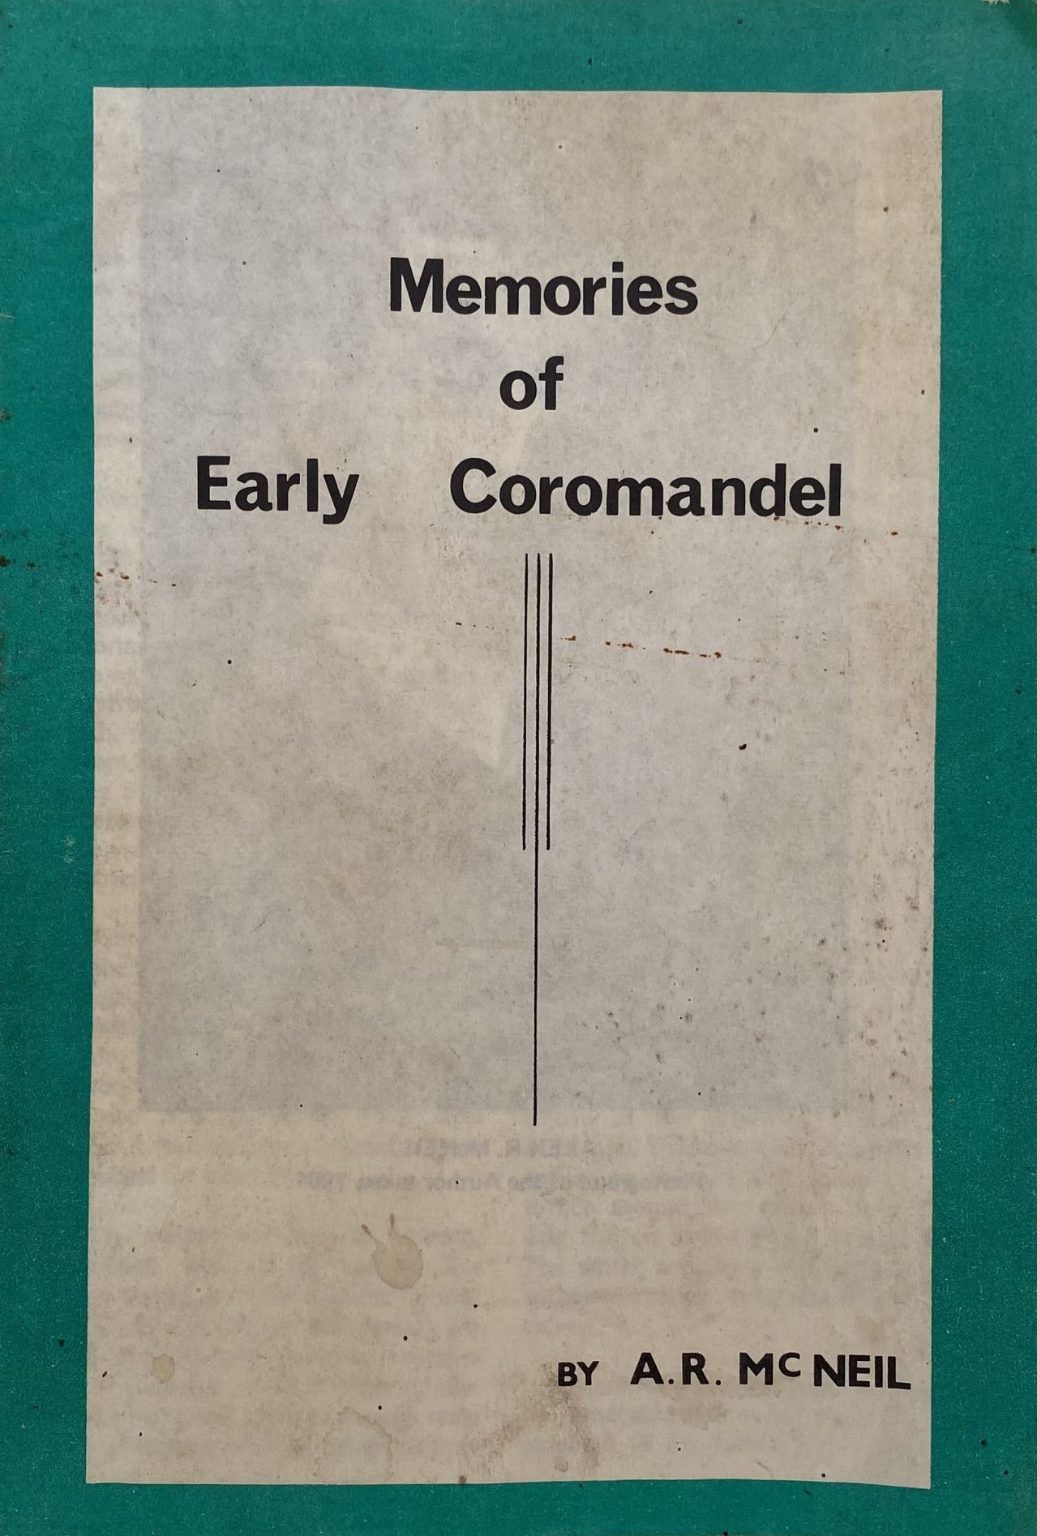 Memories
of
Early Coromandel
BY A.R. McNEIL